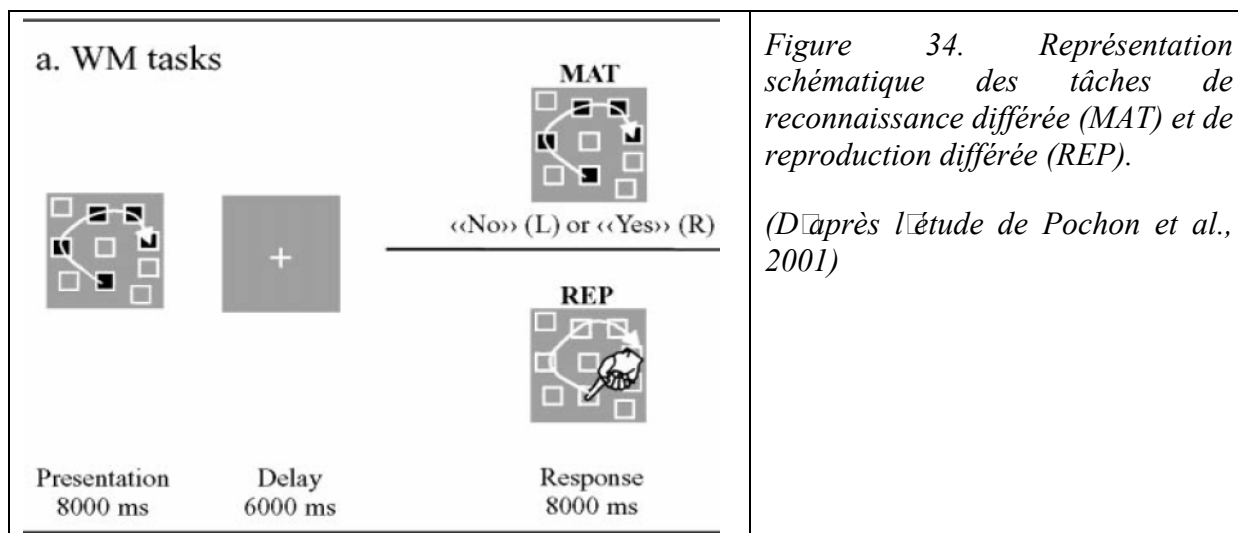 a. WM tasks
MAT
‹‹No›› (L) or ‹‹Yes›› (R)
REP
Presentation
8000 ms
Delay
6000 ms
Response
8000 ms
Figure 34. Représentation
schématique des tâches de
reconnaissance différée (MAT) et de
reproduction différée (REP).
(D□après l□étude de Pochon et al.,
2001)